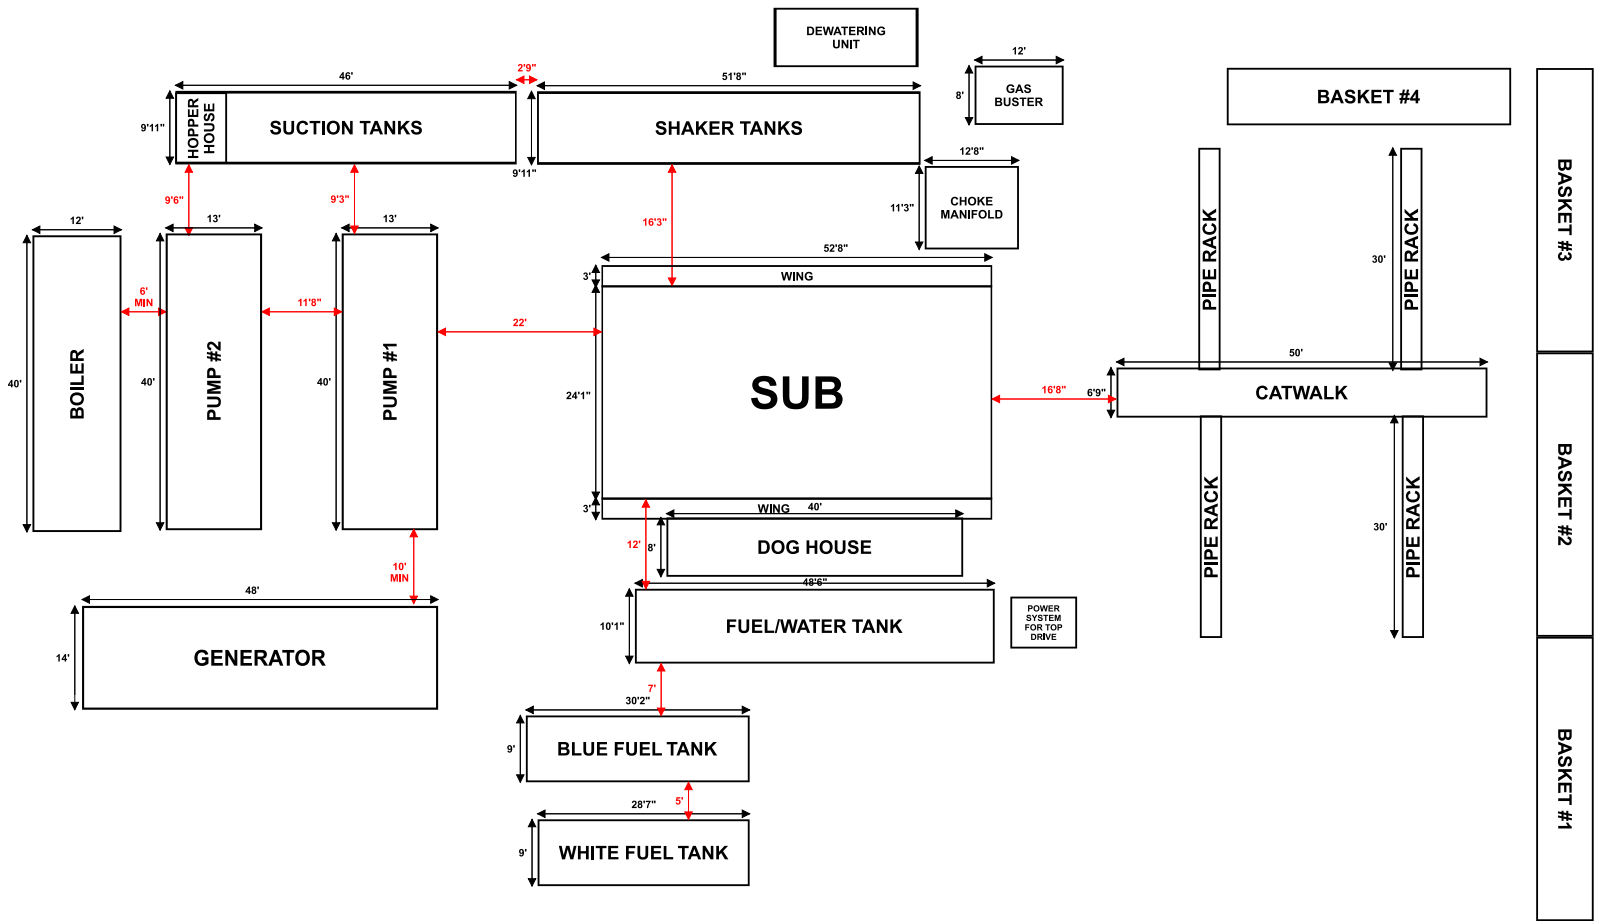 DEWATERING
UNIT
12'
8'
GAS
BUSTER
BASKET #4
46'
2'9"
51'8"
9'11"
HOPPER
HOUSE
SUCTION TANKS
9'11"
SHAKER TANKS
12'8"
11'3"
CHOKE
MANIFOLD
9'6"
9'3"
16'3"
12'
13'
13'
52'8"
3'
WING
6'
MIN
11'8"
22'
40'
BOILER
40'
PUMP #2
40'
PUMP #1
24'1"
SUB
16'8"
30'
PIPE RACK
PIPE RACK
50'
6'9"
CATWALK
BASKET #3
3'
WING
40'
12'
8'
DOG HOUSE
PIPE RACK
30'
PIPE RACK
BASKET #2
10'
MIN
48'
14'
GENERATOR
48'6"
10'1"
FUEL/WATER TANK
POWER
SYSTEM
FOR TOP
DRIVE
7'
30'2"
9'
BLUE FUEL TANK
5'
28'7"
9'
WHITE FUEL TANK
BASKET #1